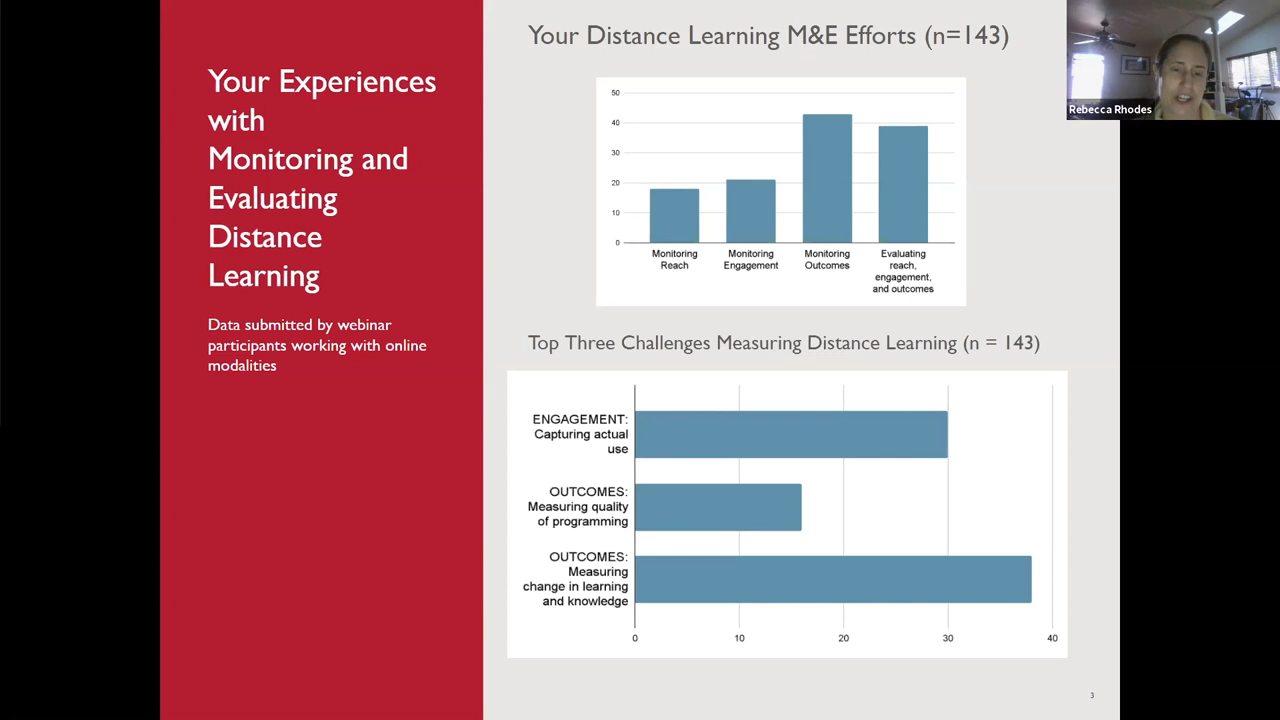 Your Experiences
with
Monitoring and
Evaluating
Distance
Learning
Data submitted by webinar
participants working with online
modalities
Your Distance Learning M&E Efforts (n=143)
50
40
30
20
10
0
Monitoring
Reach
Monitoring
Engagement
Monitoring
Outcomes
Evaluating
reach,
engagement,
and outcomes
Top Three Challenges Measuring Distance Learning (n = 143)
ENGAGEMENT:
Capturing actual
use
OUTCOMES:
Measuring quality
of programming
OUTCOMES:
Measuring
change in learning
and knowledge
0 10 20 30 40
3
Rebecca Rhodes